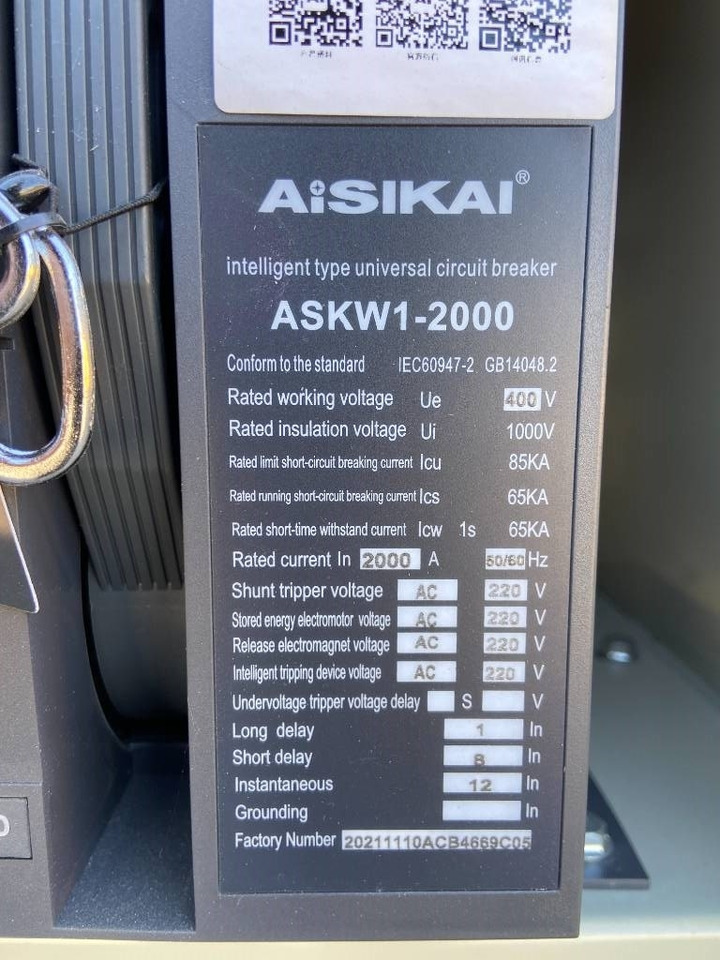 AiSIKAI®
intelligent type universal circuit breaker
ASKW1-2000
Conform to the standard IEC60947-2 GB14048.2
Rated working voltage Ue 400 V
Rated insulation voltage Ui 1000V
Rated limit short-circuit breaking current Icu 85KA
Rated running short-circuit breaking current Ics 65KA
Rated short-time withstand current Icw 1s 65KA
Rated current In 2000 A 50/60 Hz
Shunt tripper voltage AC 220 V
Stored energy electromotor voltage AC 220 V
Release electromagnet voltage AC 220 V
Intelligent tripping device voltage AC 220 V
Undervoltage tripper voltage delay S V
Long delay 1 In
Short delay 8 In
Instantaneous 12 In
Grounding In
Factory Number 20211110ACB4669C05